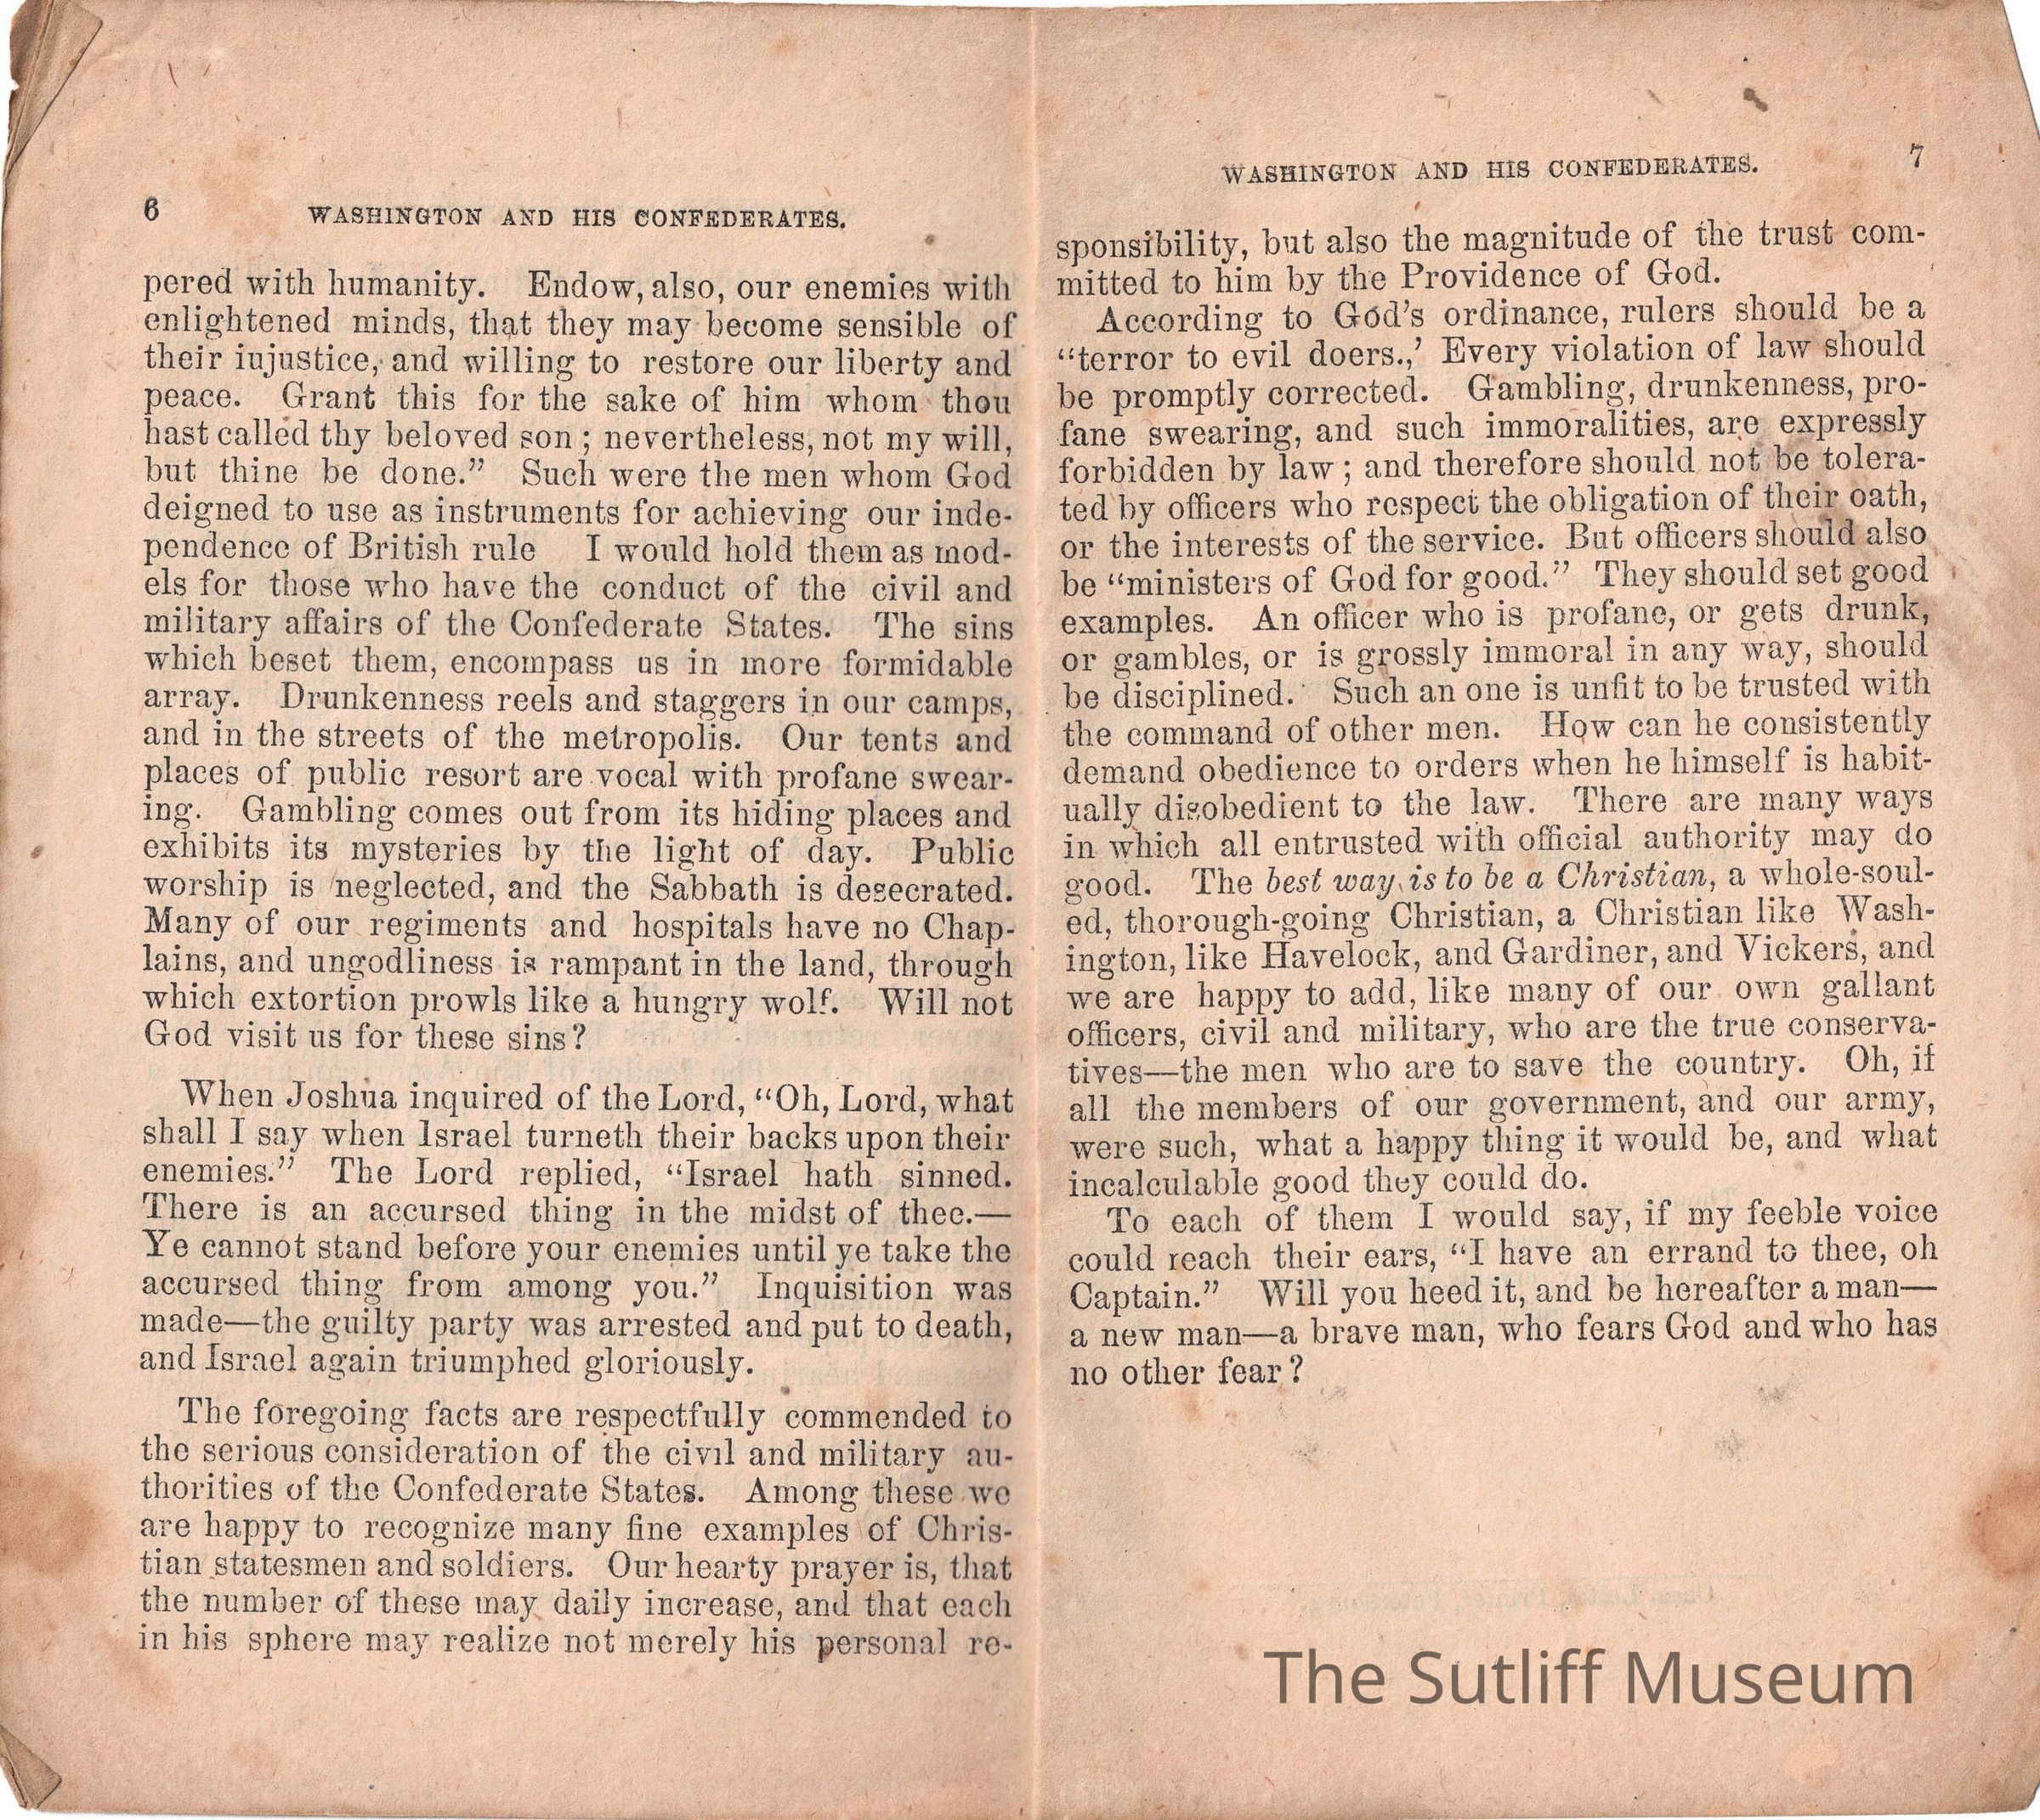 6 WASHINGTON AND HIS CONFEDERATES.
pered with humanity. Endow, also, our enemies with
enlightened minds, that they may become sensible of
their iujustice, and willing to restore our liberty and
peace. Grant this for the sake of him whom thou
hast called thy beloved son ; nevertheless, not my will,
but thine be done.” Such were the men whom God
deigned to use as instruments for achieving our inde-
pendence of British rule I would hold them as mod-
els for those who have the conduct of the civil and
military affairs of the Confederate States. The sins
which beset them, encompass us in more formidable
array. Drunkenness reels and staggers in our camps,
and in the streets of the metropolis. Our tents and
places of public resort are vocal with profane swear-
ing. Gambling comes out from its hiding places and
exhibits its mysteries by the light of day. Public
worship is neglected, and the Sabbath is desecrated.
Many of our regiments and hospitals have no Chap-
lains, and ungodliness is rampant in the land, through
which extortion prowls like a hungry wolf. Will not
God visit us for these sins?
When Joshua inquired of the Lord, “Oh, Lord, what
shall I say when Israel turneth their backs upon their
enemies.” The Lord replied, “Israel hath sinned.
There is an accursed thing in the midst of thee.—
Ye cannot stand before your enemies until ye take the
accursed thing from among you.” Inquisition was
made—the guilty party was arrested and put to death,
and Israel again triumphed gloriously.
The foregoing facts are respectfully commended to
the serious consideration of the civil and military au-
thorities of the Confederate States. Among these we
are happy to recognize many fine examples of Chris-
tian statesmen and soldiers. Our hearty prayer is, that
the number of these may daily increase, and that each
in his sphere may realize not merely his personal re-
WASHINGTON AND HIS CONFEDERATES. 7
sponsibility, but also the magnitude of the trust com-
mitted to him by the Providence of God.
According to God’s ordinance, rulers should be a
“terror to evil doers.,’ Every violation of law should
be promptly corrected. Gambling, drunkenness, pro-
fane swearing, and such immoralities, are expressly
forbidden by law ; and therefore should not be tolera-
ted by officers who respect the obligation of their oath,
or the interests of the service. But officers should also
be “ministers of God for good.” They should set good
examples. An officer who is profane, or gets drunk,
or gambles, or is grossly immoral in any way, should
be disciplined. Such an one is unfit to be trusted with
the command of other men. How can he consistently
demand obedience to orders when he himself is habit-
ually disobedient to the law. There are many ways
in which all entrusted with official authority may do
good. The best way is to be a Christian, a whole-soul-
ed, thorough-going Christian, a Christian like Wash-
ington, like Havelock, and Gardiner, and Vickers, and
we are happy to add, like many of our own gallant
officers, civil and military, who are the true conserva-
tives—the men who are to save the country. Oh, if
all the members of our government, and our army,
were such, what a happy thing it would be, and what
incalculable good they could do.
To each of them I would say, if my feeble voice
could reach their ears, “I have an errand to thee, oh
Captain.” Will you heed it, and be hereafter a man—
a new man—a brave man, who fears God and who has
no other fear?
The Sutliff Museum